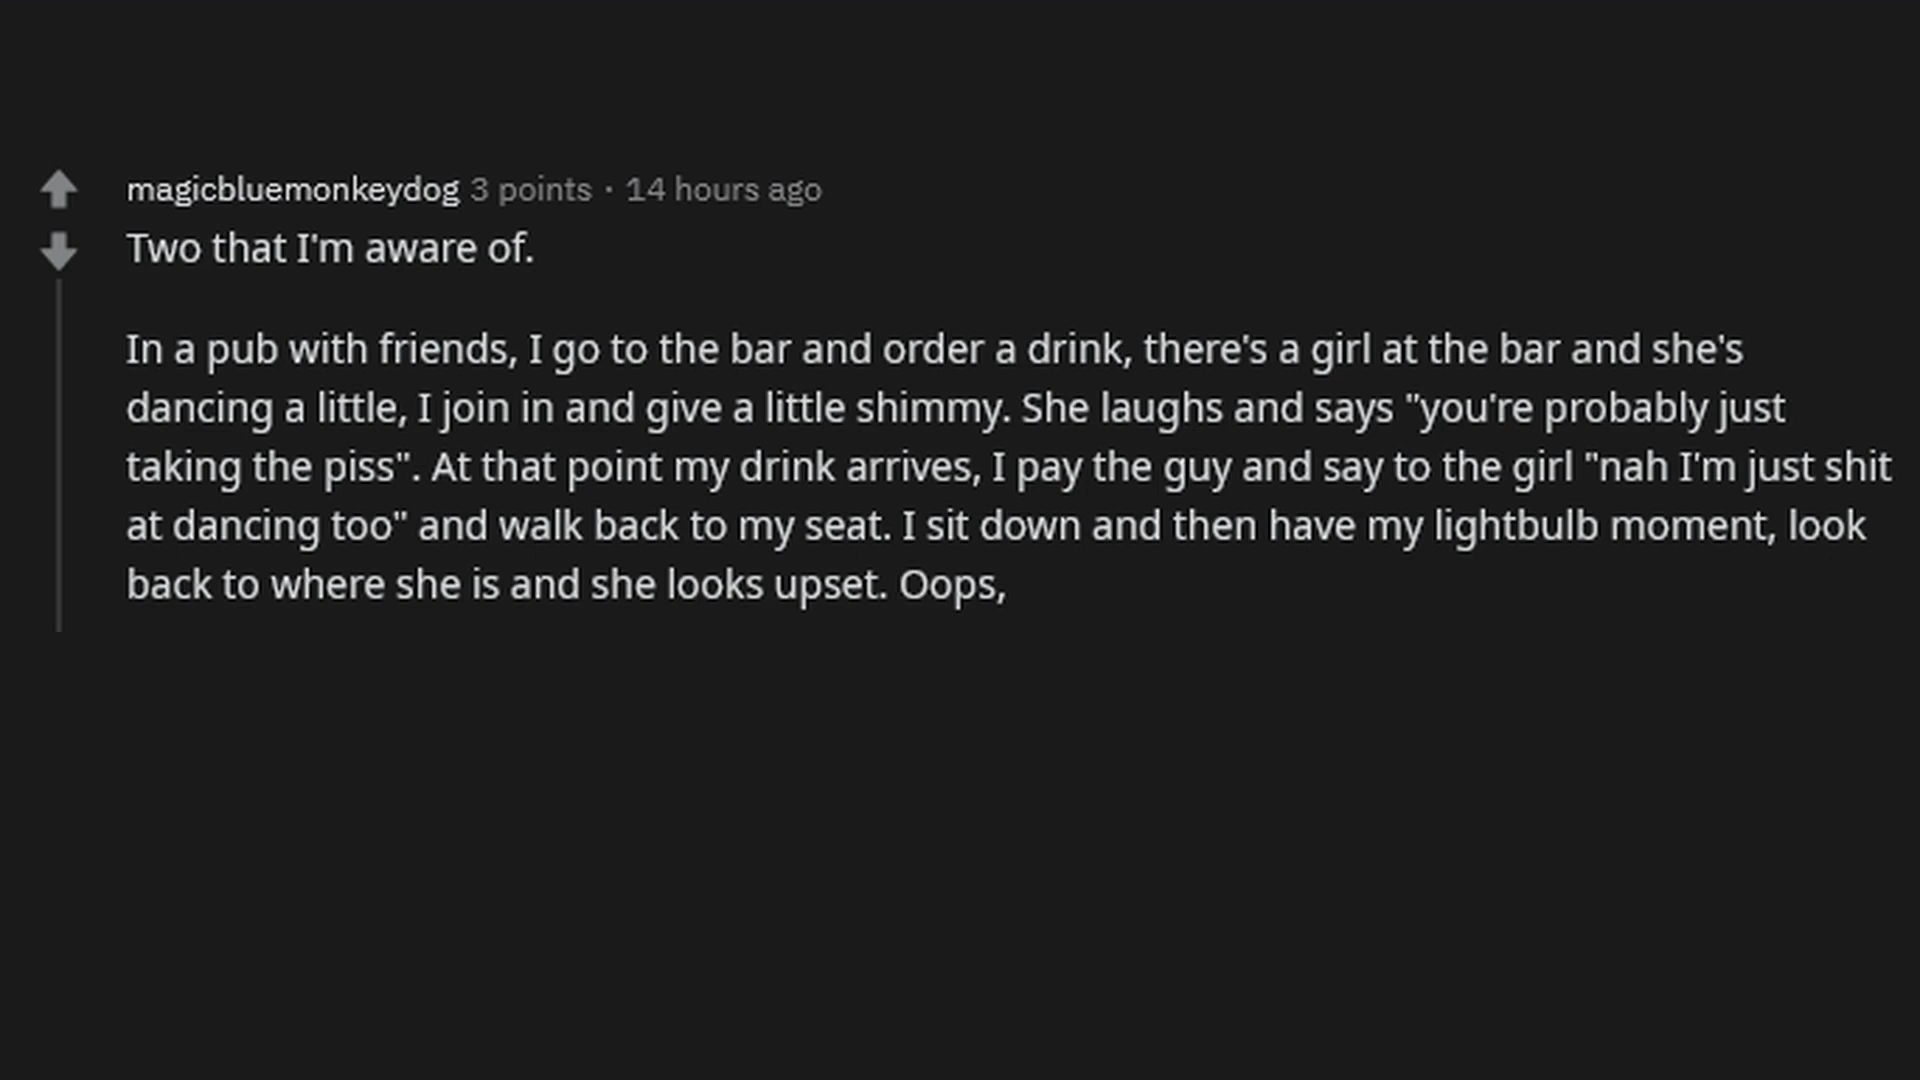 magicbluemonkeydog 3 points · 14 hours ago
Two that I'm aware of.
In a pub with friends, I go to the bar and order a drink, there's a girl at the bar and she's
dancing a little, I join in and give a little shimmy. She laughs and says "you're probably just
taking the piss". At that point my drink arrives, I pay the guy and say to the girl "nah I'm just shit
at dancing too" and walk back to my seat. I sit down and then have my lightbulb moment, look
back to where she is and she looks upset. Oops,